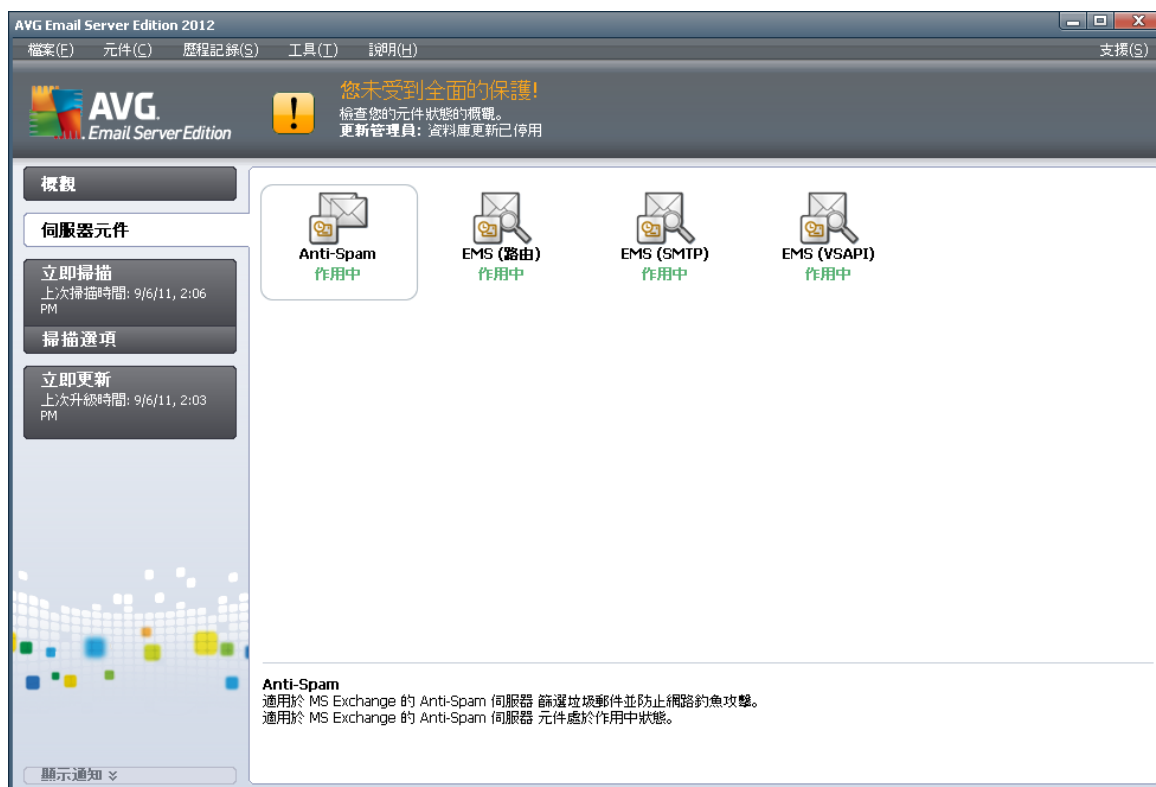 AVG Email Server Edition 2012
檔案(F) 元件(C) 歷程記錄(S) 工具(T) 說明(H) 支援(S)
AVG.
Email Server Edition
您未受到全面的保護!
檢查您的元件狀態的概觀。
更新管理員: 資料庫更新已停用
概觀
伺服器元件
立即掃描
上次掃描時間: 9/6/11, 2:06
PM
掃描選項
立即更新
上次升級時間: 9/6/11, 2:03
PM
顯示通知
Anti-Spam
作用中
EMS (路由)
作用中
EMS (SMTP)
作用中
EMS (VSAPI)
作用中
Anti-Spam
適用於 MS Exchange 的 Anti-Spam 伺服器 篩選垃圾郵件並防止網路釣魚攻擊。
適用於 MS Exchange 的 Anti-Spam 伺服器 元件處於作用中狀態。